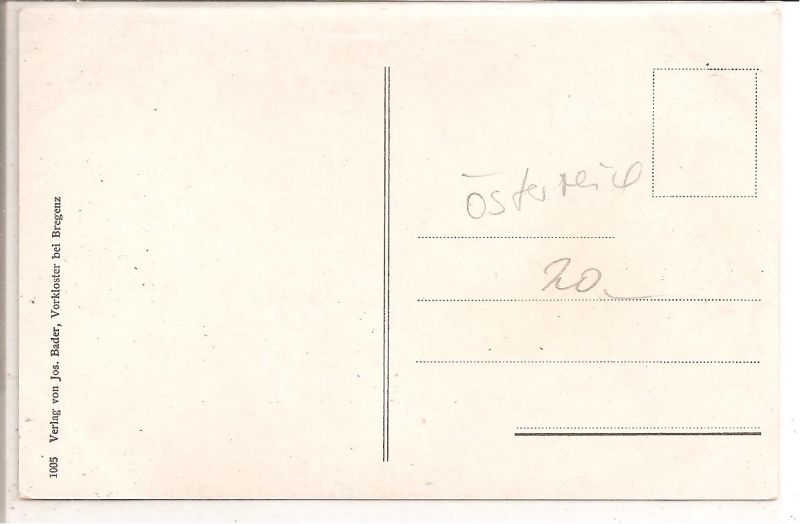 1005 Verlag von Jos. Bader, Vorkloster bei Bregenz
Österreich
20.-